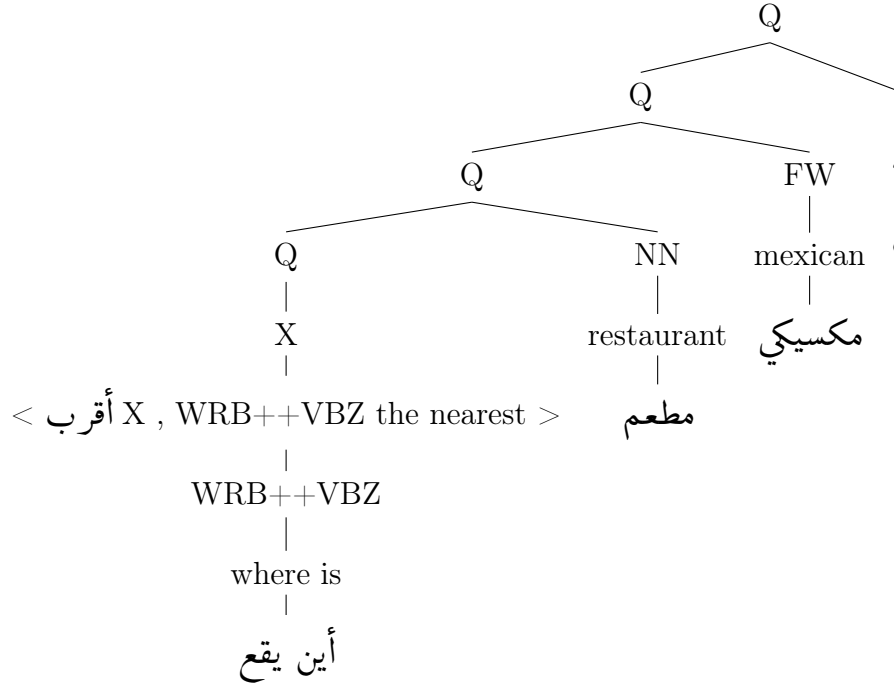 Q
Q
Q FW
Q NN mexican
X restaurant مكسيكي
< أقرب X , WRB++VBZ the nearest > مطعم
WRB++VBZ
where is
أين يقع